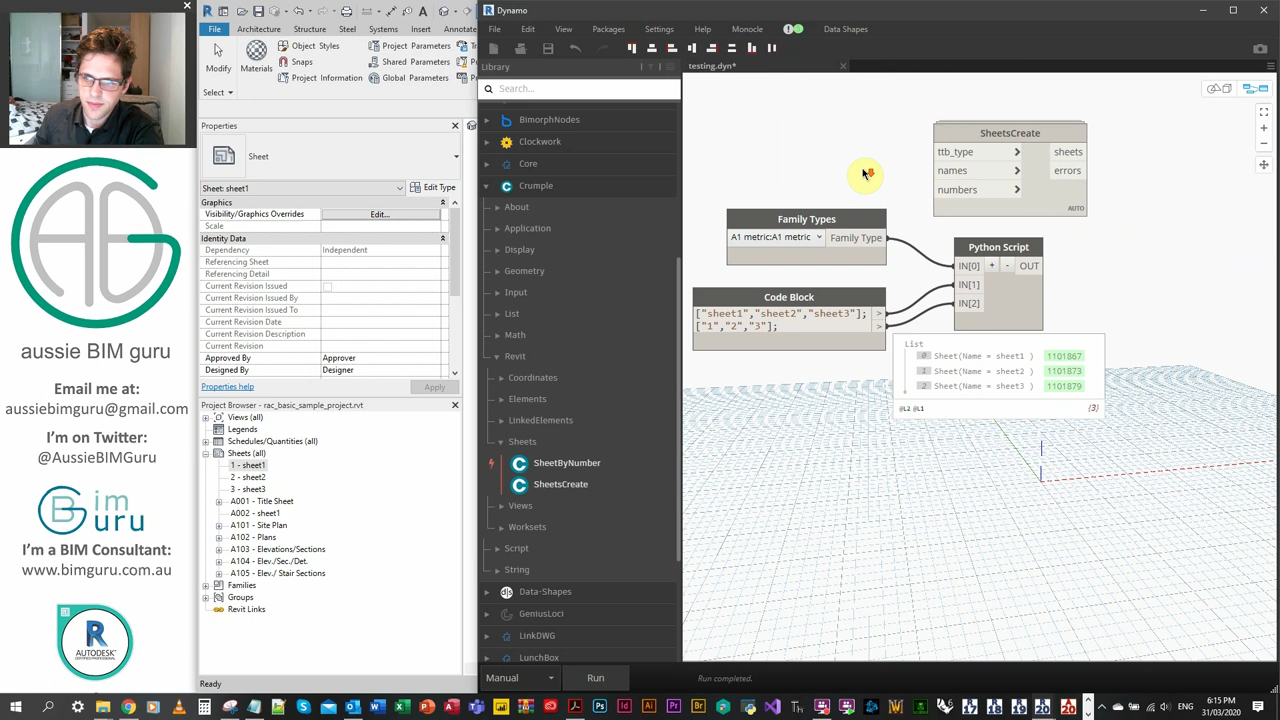 aussie BIM guru
Email me at:
aussiebimguru@gmail.com
I'm on Twitter:
@AussieBIMGuru
Bim
Guru
I'm a BIM Consultant:
www.bimguru.com.au
R
AUTODESK
CERTIFIED PROFESSIONAL
File Architecture Structure Steel Systems Insert Annotate
Modify
Materials
Object Styles
Snaps
Project Information
Project Parameters
Shared Parameters
Global Parameters
Select
Properties
Sheet
Sheet: sheet1
Edit Type
Graphics
Visibility/Graphics Overrides Edit...
Scale
Identity Data
Dependency Independent
Referencing Sheet
Referencing Detail
Current Revision Issued
Current Revision Issued By
Current Revision Issued To
Current Revision Date
Current Revision Description
Current Revision
Approved By Approver
Designed By Designer
Properties help
Apply
Project Browser - rac_basic_sample_project.rvt
Views (all)
Legends
Schedules/Quantities (all)
Sheets (all)
1 - sheet1
2 - sheet2
3 - sheet3
A001 - Title Sheet
A002 - sheet1
A101 - Site Plan
A102 - Plans
A103 - Elevations/Sections
A104 - Elev./Sec./Det.
A105 - Elev./ Stair Sections
Families
Groups
Revit Links
Ready
Dynamo
File Edit View Packages Settings Help Monocle Data Shapes
Library
testing.dyn*
Search...
BimorphNodes
Clockwork
Core
Crumple
About
Application
Display
Geometry
Input
List
Math
Revit
Coordinates
Elements
LinkedElements
Sheets
SheetByNumber
SheetsCreate
Views
Worksets
Script
String
Data-Shapes
GeniusLoci
LinkDWG
LunchBox
Manual
Run
Run completed.
SheetsCreate
ttb_type > sheets
names > errors
numbers >
AUTO
Family Types
A1 metric:A1 metric Family Type
Code Block
["sheet1","sheet2","sheet3"]; >
["1","2","3"]; >
Python Script
IN[0] + - OUT
IN[1]
IN[2]
List
0 Sheet(Name = sheet1 ) 1101867
1 Sheet(Name = sheet2 ) 1101873
2 Sheet(Name = sheet3 ) 1101879
@L2 @L1 {3}
ENG
6:15 PM
31/03/2020